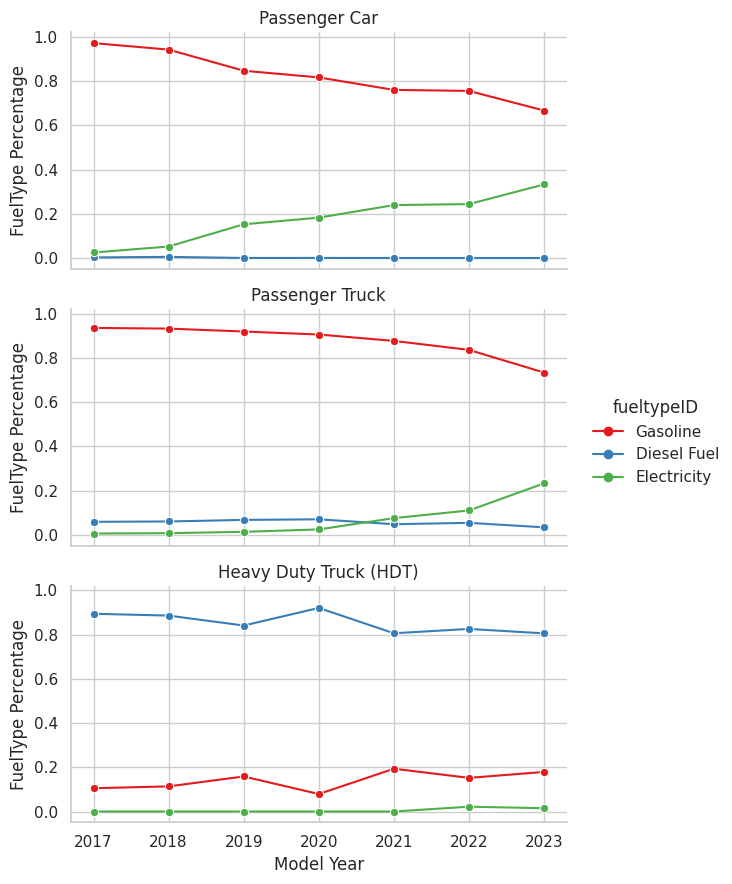 Passenger Car
FuelType Percentage
1.0
0.8
0.6
0.4
0.2
0.0
Passenger Truck
FuelType Percentage
1.0
0.8
0.6
0.4
0.2
0.0
fueltypeID
Gasoline
Diesel Fuel
Electricity
Heavy Duty Truck (HDT)
FuelType Percentage
1.0
0.8
0.6
0.4
0.2
0.0
2017 2018 2019 2020 2021 2022 2023
Model Year